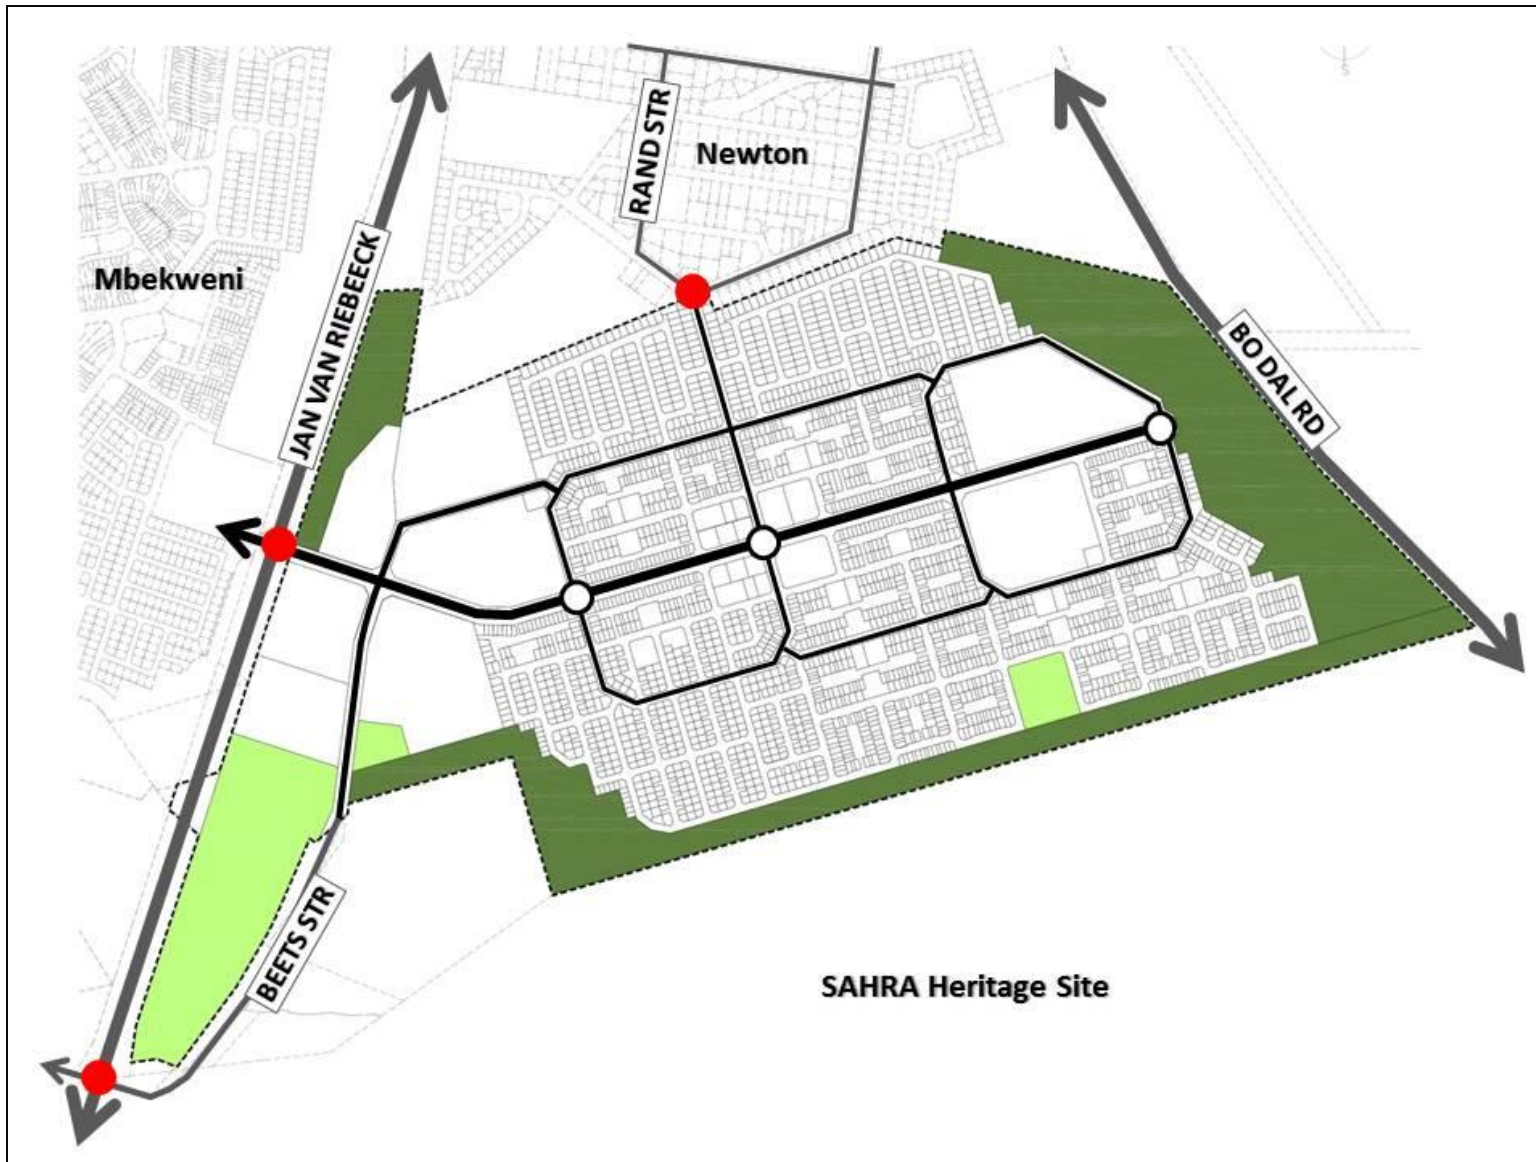 S
RAND STR
Newton
JAN VAN RIEBEECK
Mbekweni
BO DAL RD
BEETS STR
SAHRA Heritage Site